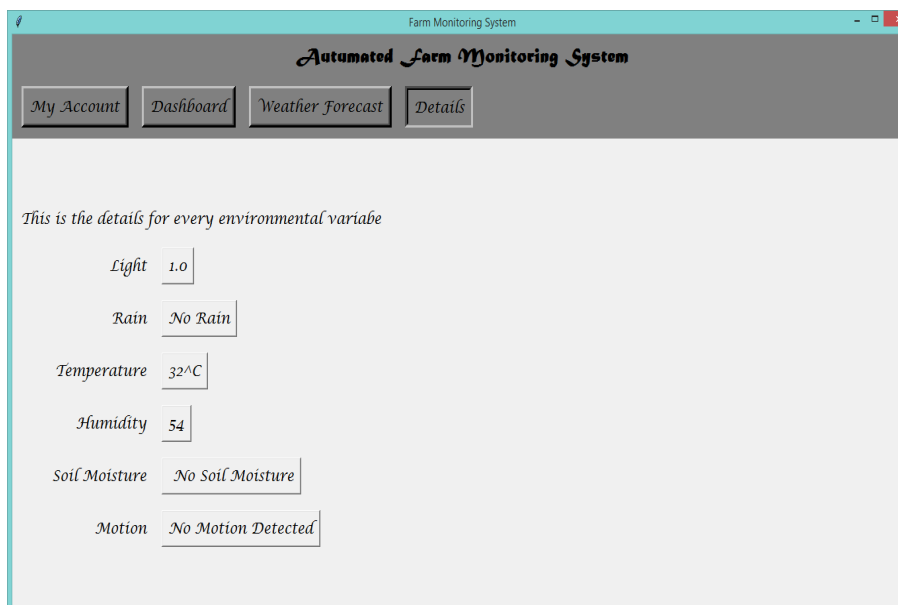 Farm Monitoring System
Autumated Farm Monitoring System
My Account Dashboard Weather Forecast Details
This is the details for every environmental variabe
Light 1.0
Rain No Rain
Temperature 32^C
Humidity 54
Soil Moisture No Soil Moisture
Motion No Motion Detected